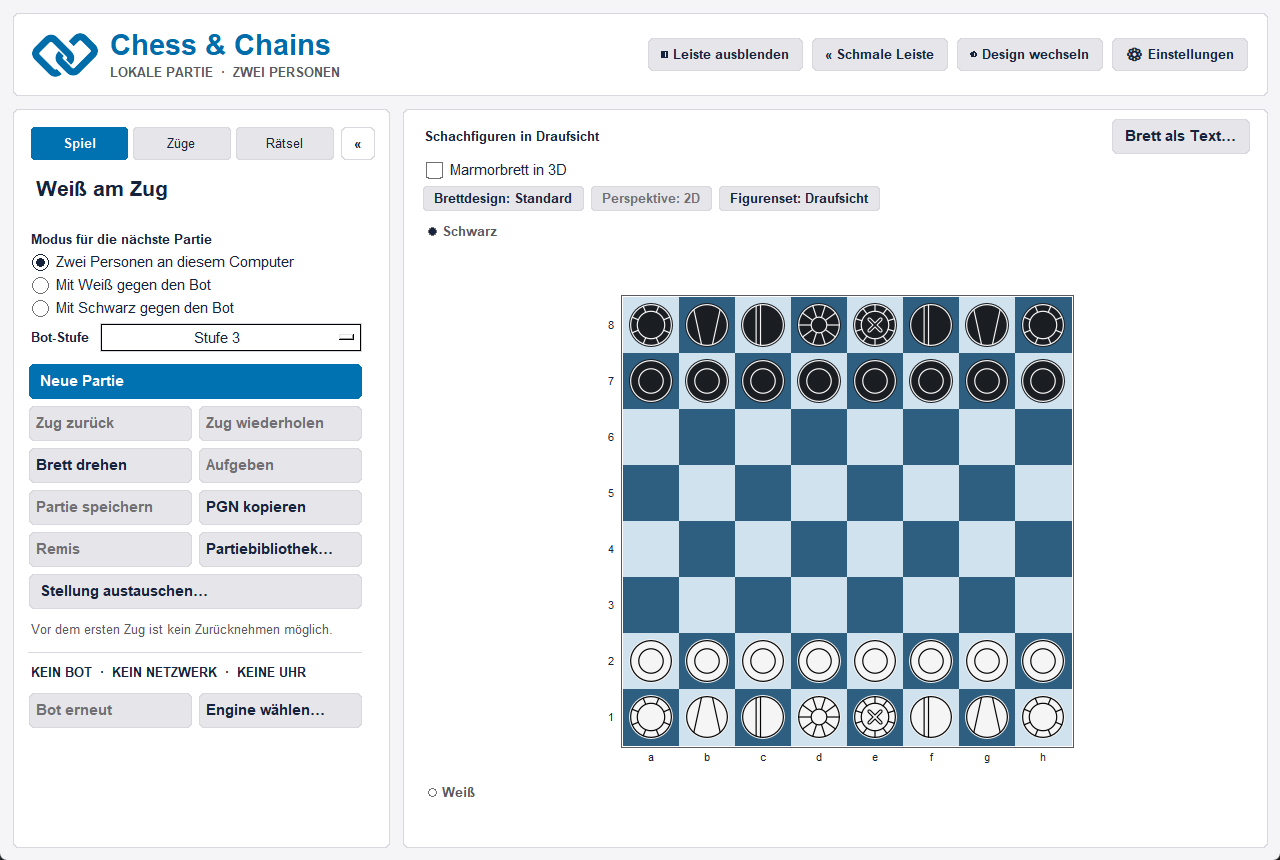 Chess & Chains
LOKALE PARTIE · ZWEI PERSONEN
Leiste ausblenden
« Schmale Leiste
Design wechseln
Einstellungen
Spiel
Züge
Rätsel
«
Weiß am Zug
Modus für die nächste Partie
Zwei Personen an diesem Computer
Mit Weiß gegen den Bot
Mit Schwarz gegen den Bot
Bot-Stufe
Stufe 3
Neue Partie
Zug zurück
Zug wiederholen
Brett drehen
Aufgeben
Partie speichern
PGN kopieren
Remis
Partiebibliothek…
Stellung austauschen…
Vor dem ersten Zug ist kein Zurücknehmen möglich.
KEIN BOT · KEIN NETZWERK · KEINE UHR
Bot erneut
Engine wählen…
Schachfiguren in Draufsicht
Brett als Text…
Marmorbrett in 3D
Brettdesign: Standard
Perspektive: 2D
Figurenset: Draufsicht
Schwarz
8
7
6
5
4
3
2
1
a b c d e f g h
Weiß